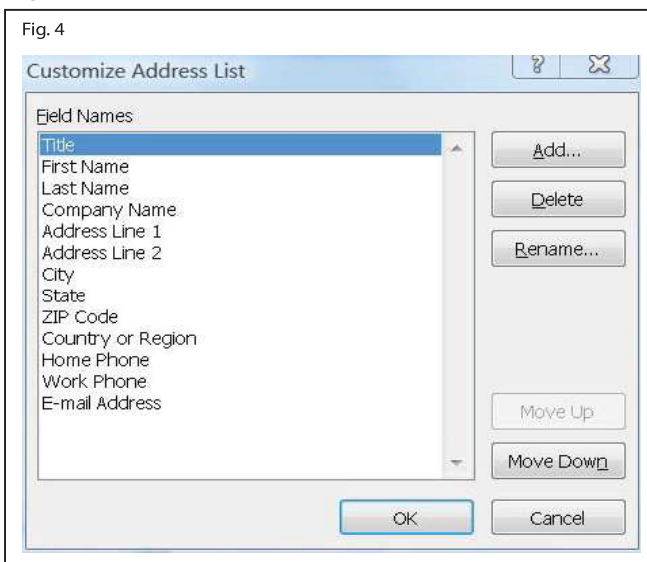 Fig. 4
Customize Address List
Field Names
Title
First Name
Last Name
Company Name
Address Line 1
Address Line 2
City
State
ZIP Code
Country or Region
Home Phone
Work Phone
E-mail Address
Add...
Delete
Rename...
Move Up
Move Down
OK
Cancel